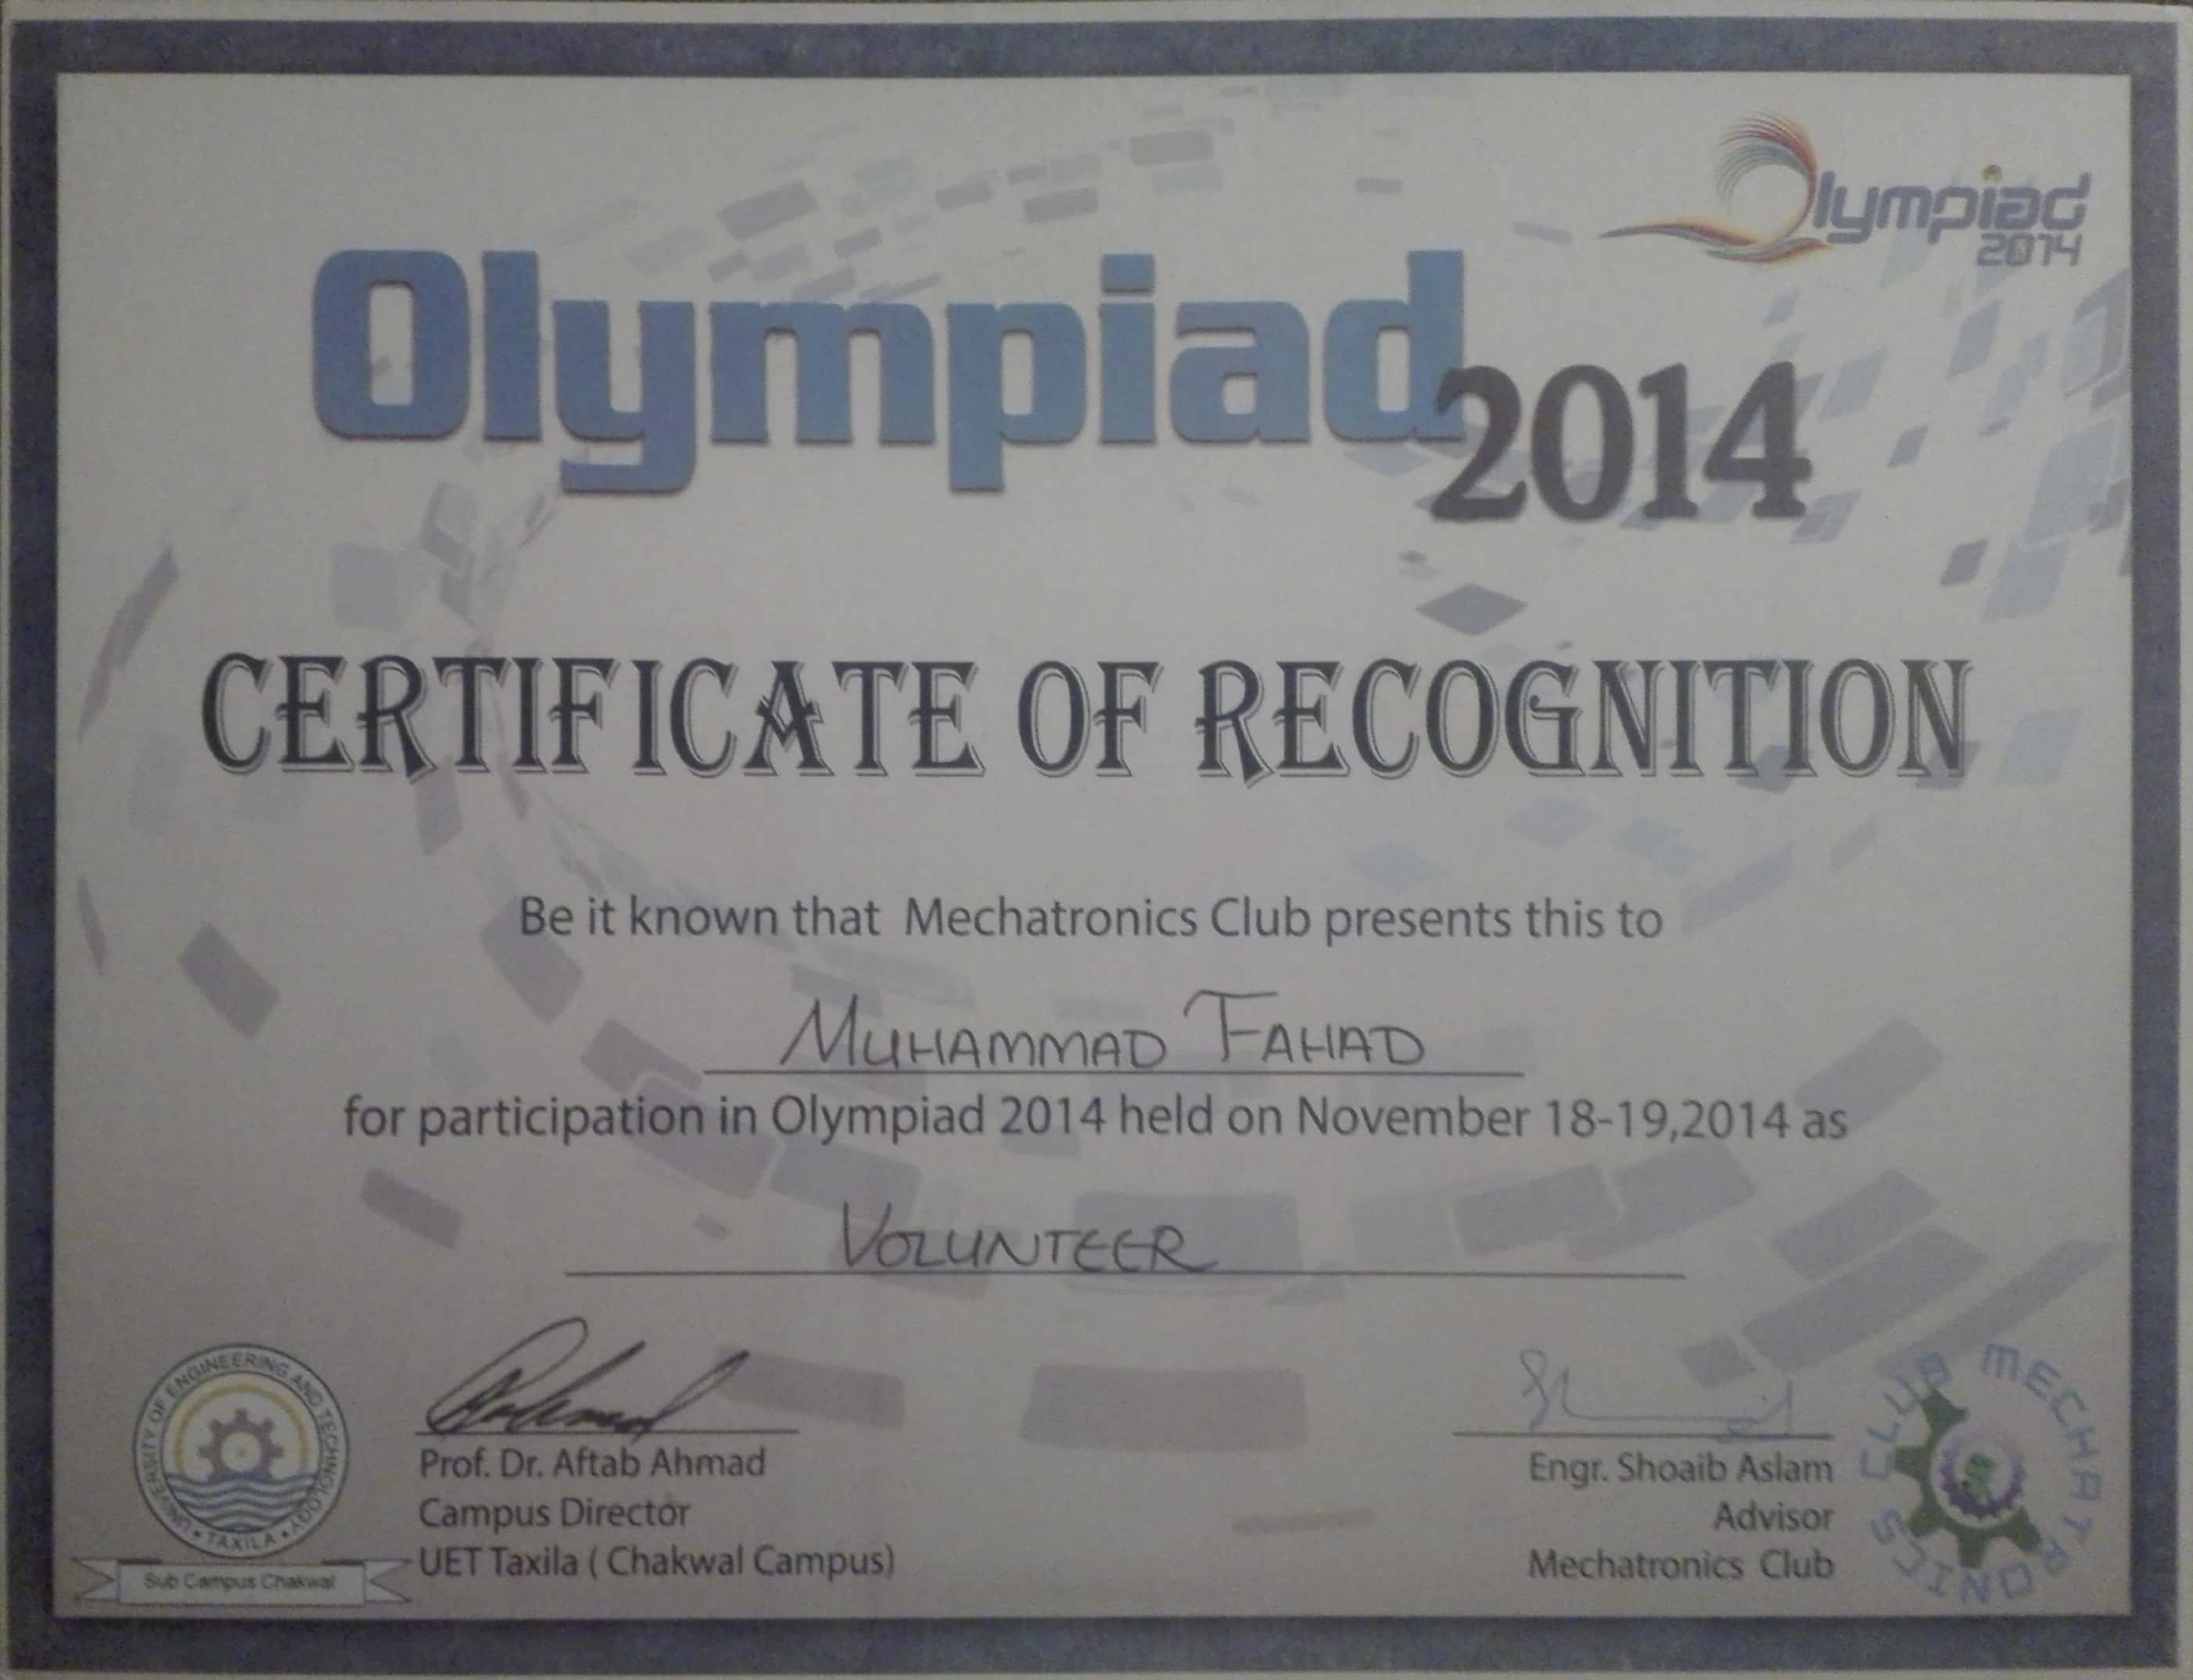 Olympiad
2014
Olympiad 2014
CERTIFICATE OF RECOGNITION
Be it known that Mechatronics Club presents this to
MUHAMMAD FAHAD
for participation in Olympiad 2014 held on November 18-19,2014 as
VOLUNTEER
UNIVERSITY OF ENGINEERING AND TECHNOLOGY
• TAXILA •
Sub Campus Chakwal
Prof. Dr. Aftab Ahmad
Campus Director
UET Taxila ( Chakwal Campus)
Engr. Shoaib Aslam
Advisor
Mechatronics Club
MECHATRONICS CLUB